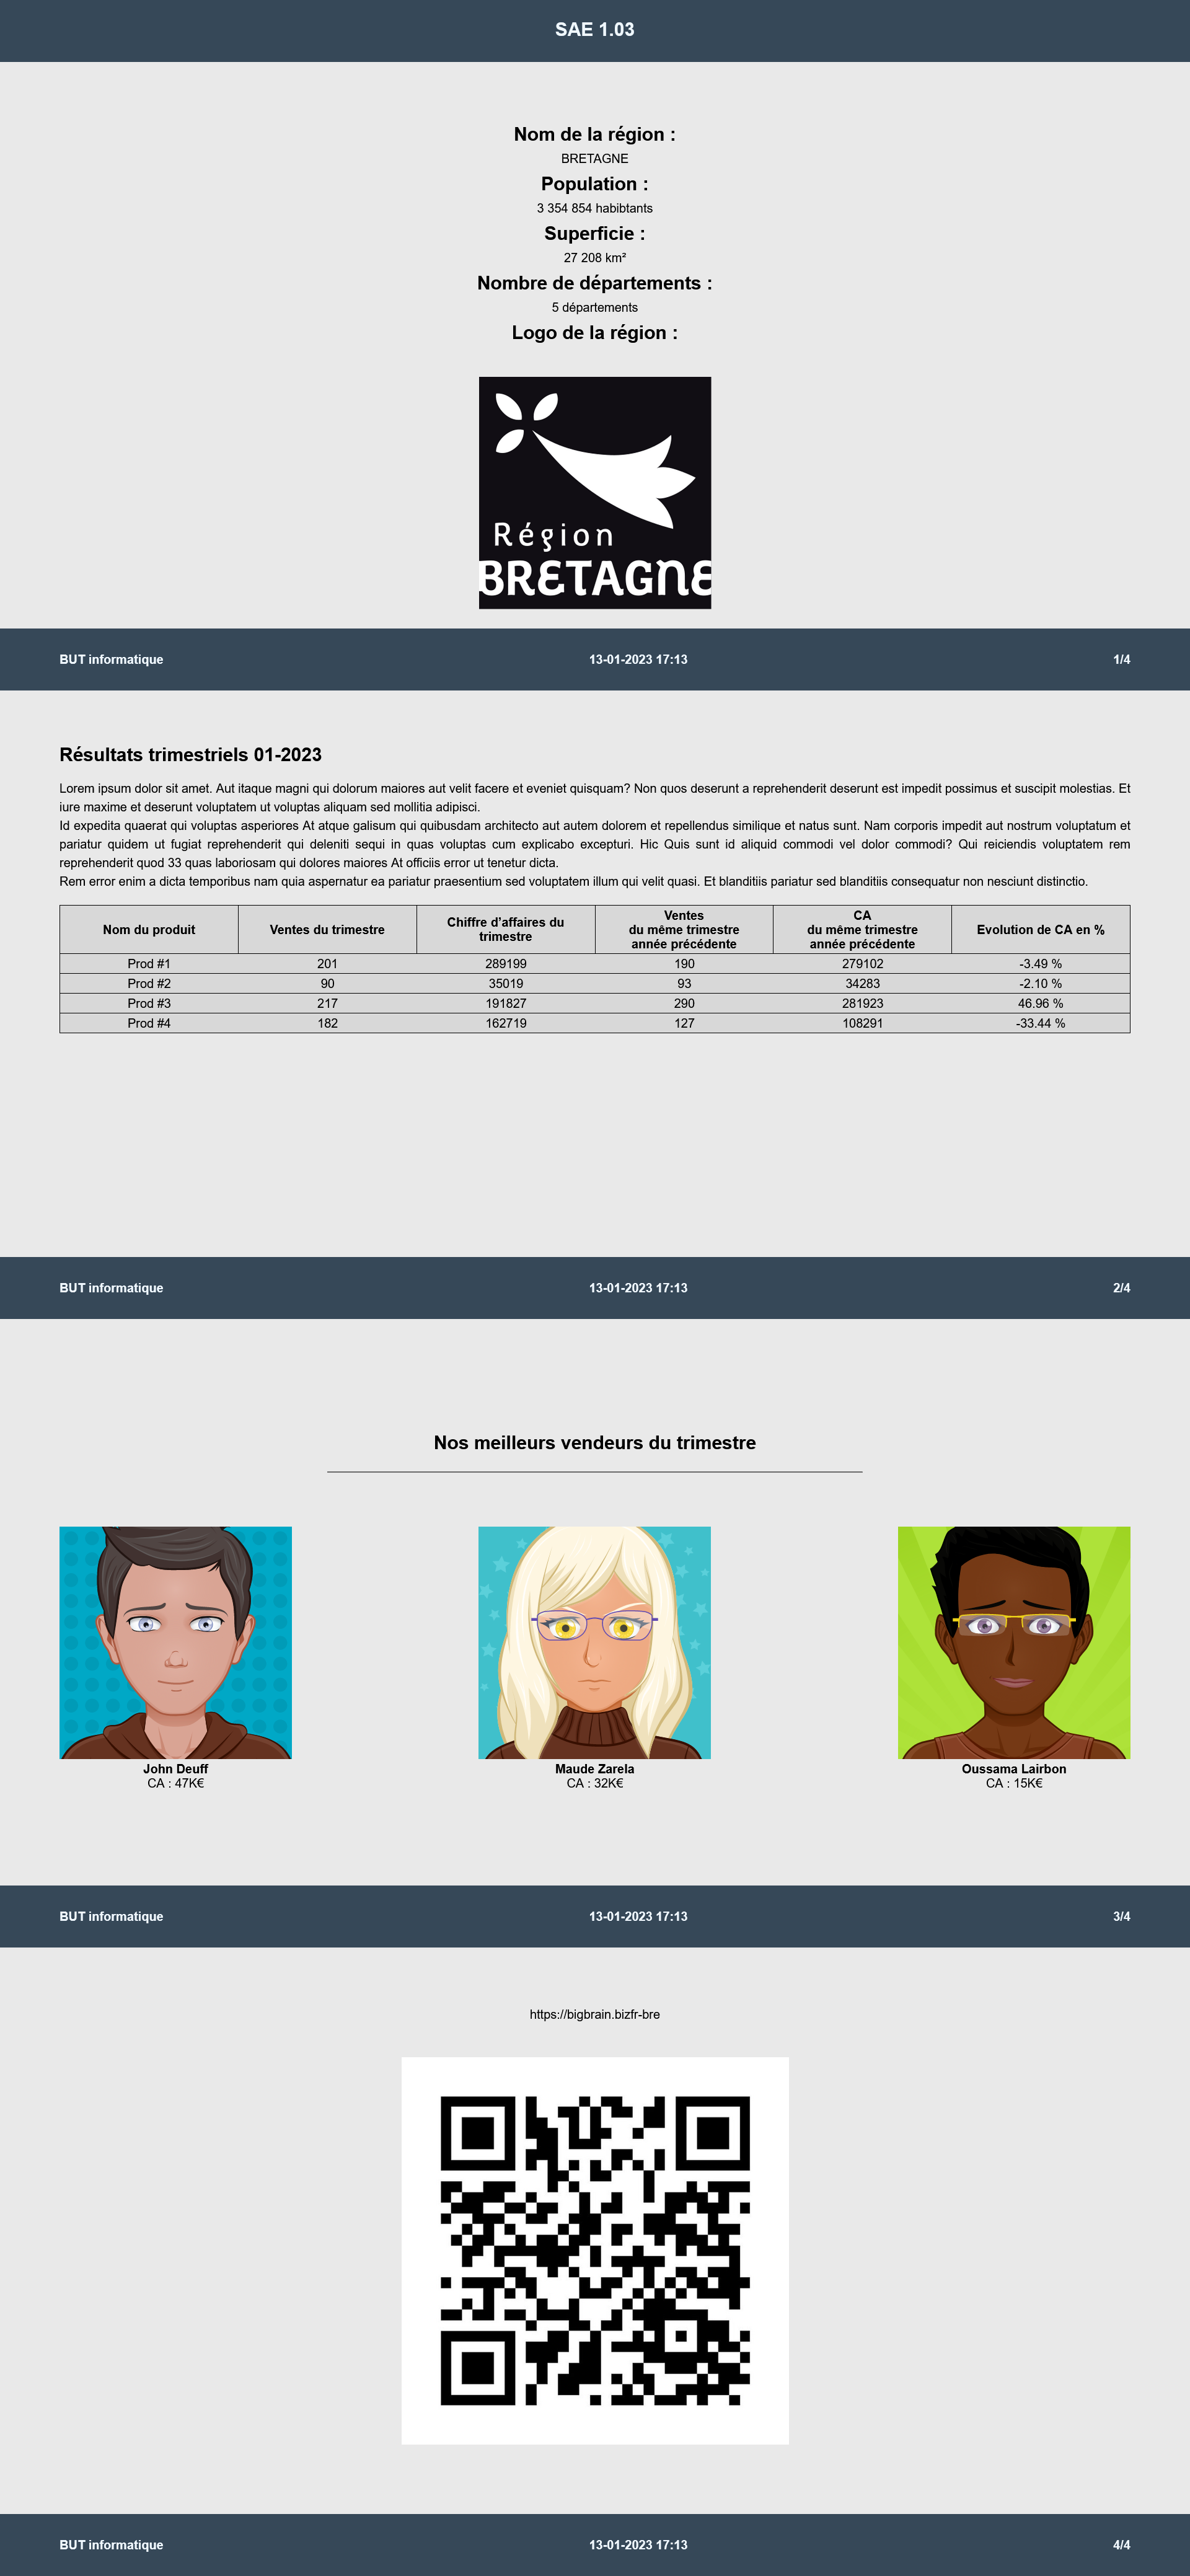 SAE 1.03
Nom de la région :
BRETAGNE
Population :
3 354 854 habibtants
Superficie :
27 208 km²
Nombre de départements :
5 départements
Logo de la région :
Région
BRETAGNE
BUT informatique 13-01-2023 17:13 1/4
Résultats trimestriels 01-2023
Lorem ipsum dolor sit amet. Aut itaque magni qui dolorum maiores aut velit facere et eveniet quisquam? Non quos deserunt a reprehenderit deserunt est impedit possimus et suscipit molestias. Et
iure maxime et deserunt voluptatem ut voluptas aliquam sed mollitia adipisci.
Id expedita quaerat qui voluptas asperiores At atque galisum qui quibusdam architecto aut autem dolorem et repellendus similique et natus sunt. Nam corporis impedit aut nostrum voluptatum et
pariatur quidem ut fugiat reprehenderit qui deleniti sequi in quas voluptas cum explicabo excepturi. Hic Quis sunt id aliquid commodi vel dolor commodi? Qui reiciendis voluptatem rem
reprehenderit quod 33 quas laboriosam qui dolores maiores At officiis error ut tenetur dicta.
Rem error enim a dicta temporibus nam quia aspernatur ea pariatur praesentium sed voluptatem illum qui velit quasi. Et blanditiis pariatur sed blanditiis consequatur non nesciunt distinctio.
Nom du produit
Ventes du trimestre
Chiffre d’affaires du
trimestre
Ventes
du même trimestre
année précédente
CA
du même trimestre
année précédente
Evolution de CA en %
Prod #1 201 289199 190 279102 -3.49 %
Prod #2 90 35019 93 34283 -2.10 %
Prod #3 217 191827 290 281923 46.96 %
Prod #4 182 162719 127 108291 -33.44 %
BUT informatique 13-01-2023 17:13 2/4
Nos meilleurs vendeurs du trimestre
John Deuff
CA : 47K€
Maude Zarela
CA : 32K€
Oussama Lairbon
CA : 15K€
BUT informatique 13-01-2023 17:13 3/4
https://bigbrain.bizfr-bre
BUT informatique 13-01-2023 17:13 4/4